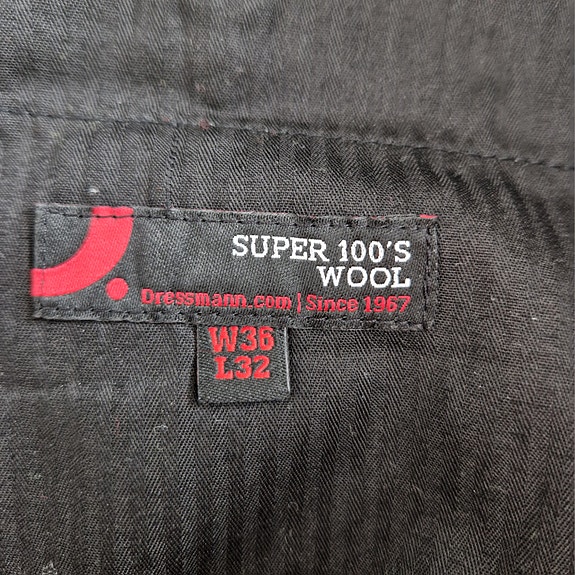 SUPER 100'S
WOOL
Dressmann.com | Since 1967
W36
L32